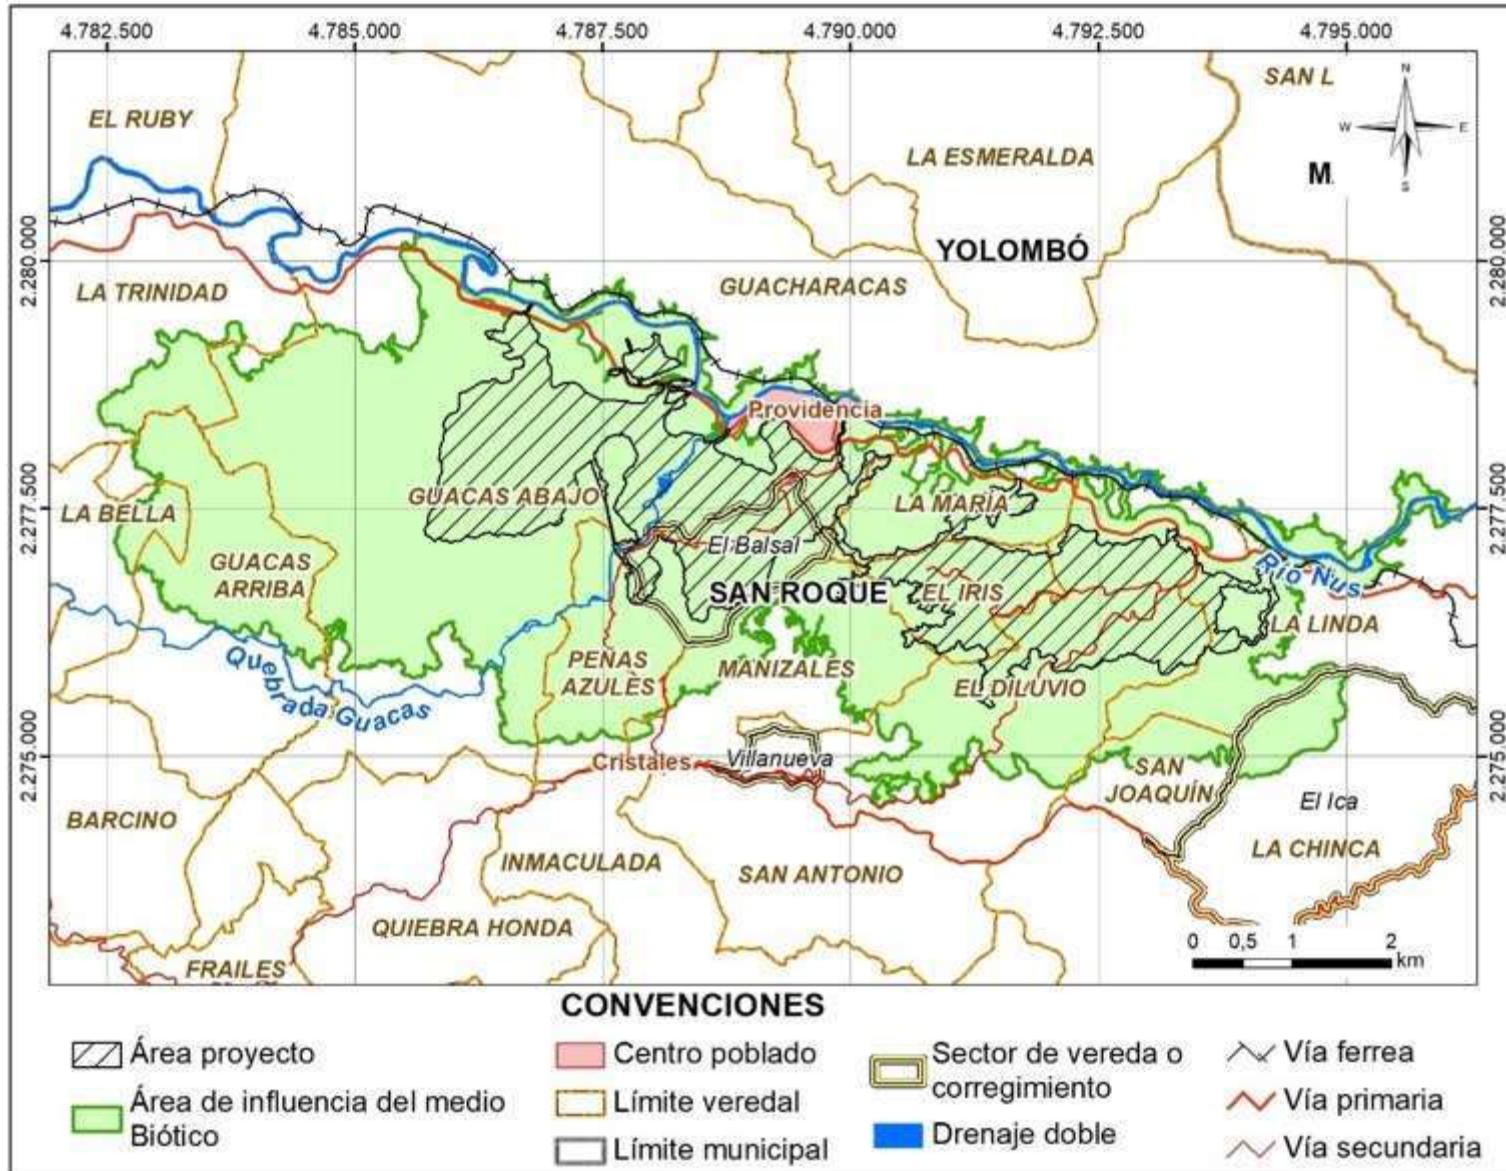 4.782.500
4.785.000
4.787.500
4.790.000
4.792.500
4.795.000
SAN L
N
W
E
S
M
EL RUBY
LA ESMERALDA
2.280.000
YOLOMBÓ
2.280.000
LA TRINIDAD
GUACHARACAS
Providencia
2.277.500
GUACAS ABAJO
LA MARÍA
2.277.500
LA BELLA
El Balsal
GUACAS
ARRIBA
SAN ROQUE
EL IRIS
Río Nus
LA LINDA
PEÑAS
AZULES
MANIZALES
EL DILUVIO
Quebrada Guacas
2.275.000
Cristales
Villanueva
SAN
JOAQUÍN
2.275.000
El Ica
BARCINO
INMACULADA
SAN ANTONIO
LA CHINCA
QUIEBRA HONDA
FRAILES
0 0,5 1 2
km
CONVENCIONES
Área proyecto
Área de influencia del medio
Biótico
Centro poblado
Límite veredal
Límite municipal
Sector de vereda o
corregimiento
Drenaje doble
Vía ferrea
Vía primaria
Vía secundaria